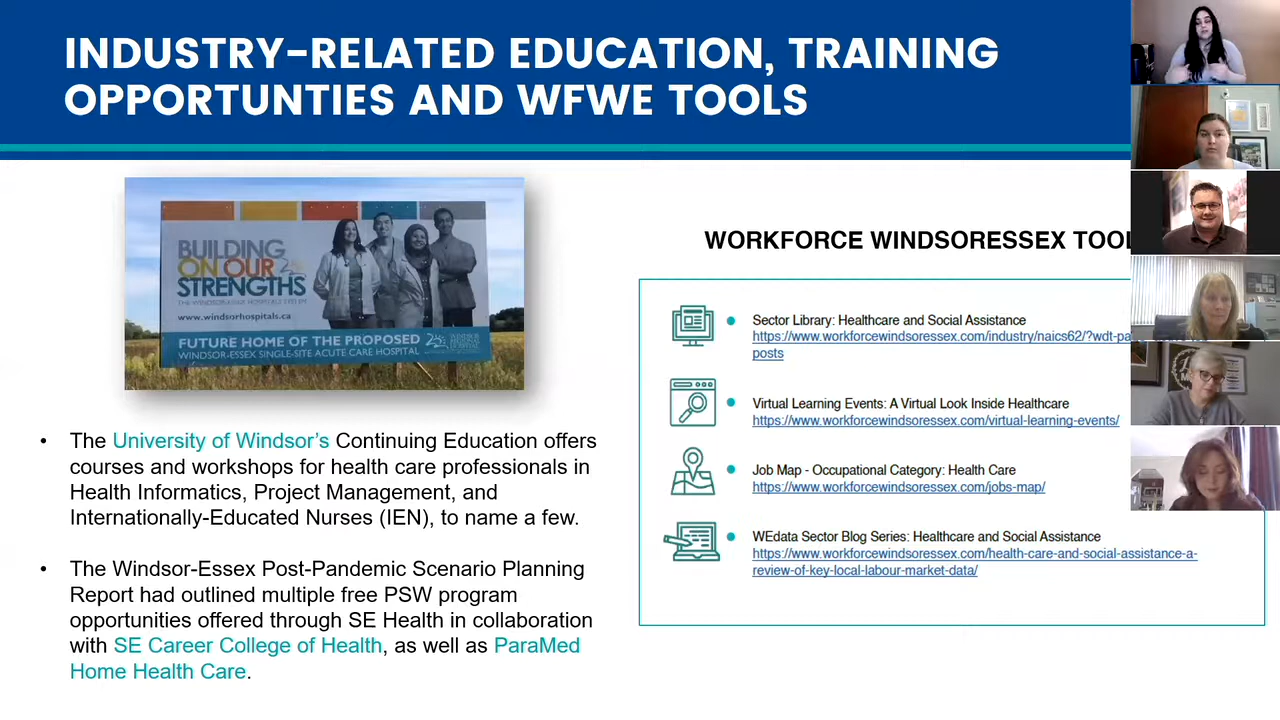 INDUSTRY-RELATED EDUCATION, TRAINING
OPPORTUNTIES AND WFWE TOOLS
BUILDING
ON OUR
STRENGTHS
THE WINDSOR-ESSEX HOSPITALS SYSTEM
www.windsorhospitals.ca
FUTURE HOME OF THE PROPOSED
WINDSOR-ESSEX SINGLE-SITE ACUTE CARE HOSPITAL
• The University of Windsor’s Continuing Education offers
courses and workshops for health care professionals in
Health Informatics, Project Management, and
Internationally-Educated Nurses (IEN), to name a few.
• The Windsor-Essex Post-Pandemic Scenario Planning
Report had outlined multiple free PSW program
opportunities offered through SE Health in collaboration
with SE Career College of Health, as well as ParaMed
Home Health Care.
WORKFORCE WINDSORESSEX TOOL
• Sector Library: Healthcare and Social Assistance
https://www.workforcewindsoressex.com/industry/naics62/?wdt-pa
posts
• Virtual Learning Events: A Virtual Look Inside Healthcare
https://www.workforcewindsoressex.com/virtual-learning-events/
• Job Map - Occupational Category: Health Care
https://www.workforcewindsoressex.com/jobs-map/
• WEdata Sector Blog Series: Healthcare and Social Assistance
https://www.workforcewindsoressex.com/health-care-and-social-assistance-a-
review-of-key-local-labour-market-data/